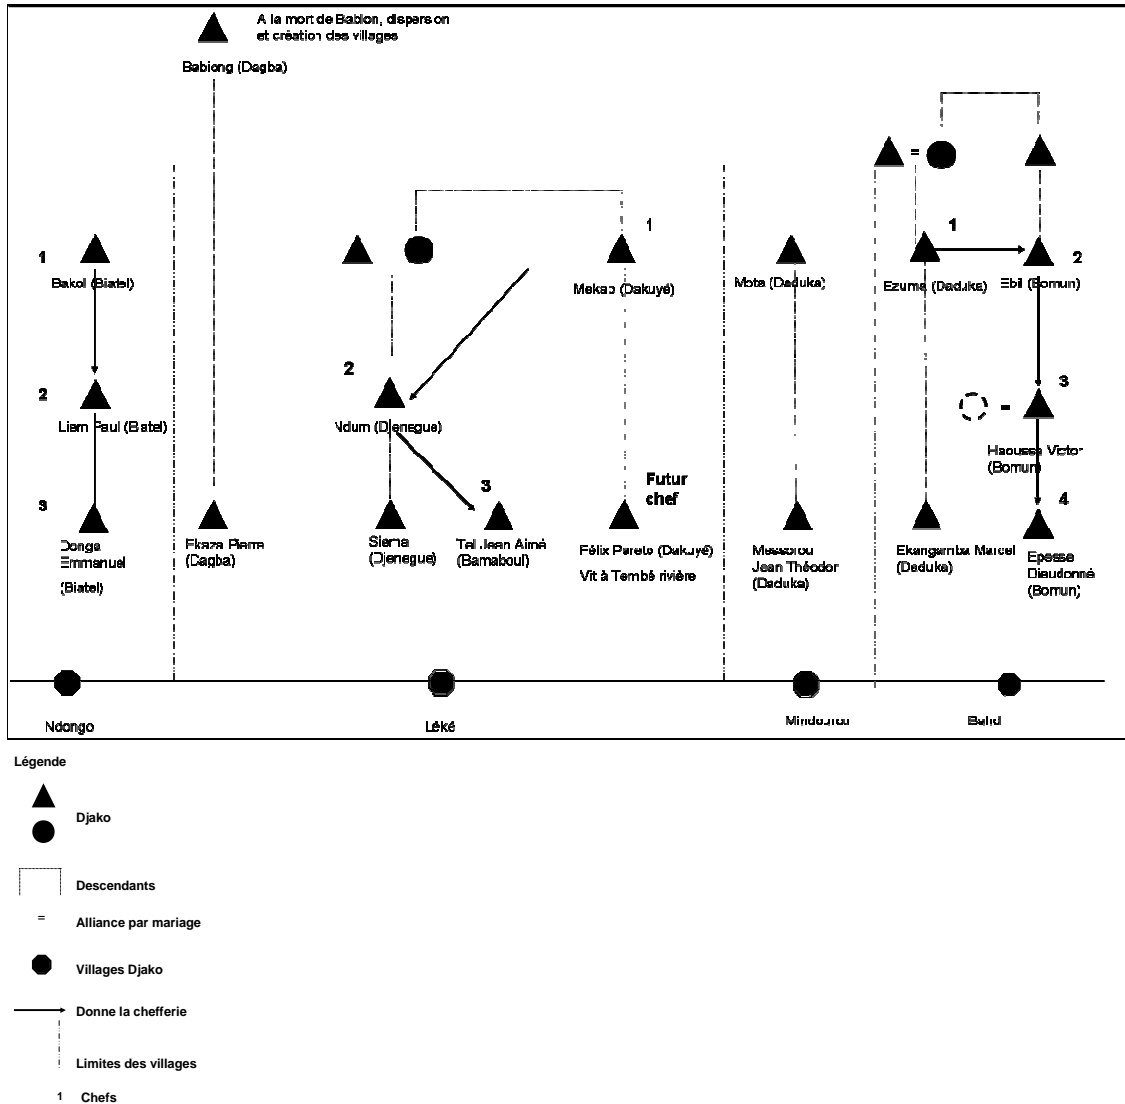 A la mort de Bablon, dispersion
et création des villages
Babiong (Dagba)
1
1
1
2
Bakol (Biatel)
Mekao (Dakuyé)
Mota (Daduka)
Ezuma (Daduka)
Ebil (Bomun)
2
2
3
Liem Paul (Biatel)
Ndum (Djenegue)
Haoussa Victor
(Bomun)
3
3
Futur
chef
4
Donga
Emmanuel
(Biatel)
Ekaza Pierre
(Dagba)
Siema
(Djenegue)
Tel Jean Aimé
(Bamaboul)
Félix Pareto (Dakuyé)
Vit à Tembé rivière
Messorou
Jean Théodor
(Daduka)
Ekangamba Marcel
(Daduka)
Epesse
Dieudonné
(Bomun)
=
=
Ndongo
Léké
Mindourou
Légende
Djako
Descendants
=
Alliance par mariage
Villages Djako
Donne la chefferie
Limites des villages
1
Chefs